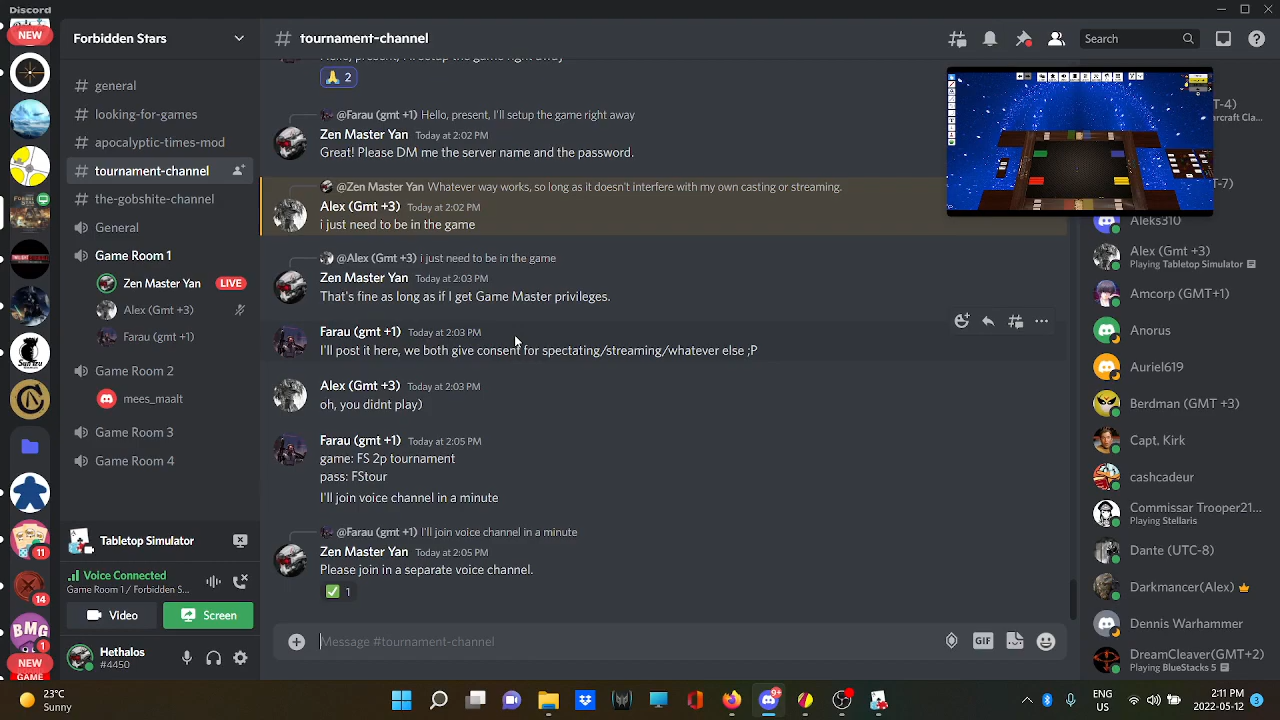 Discord
NEW
Forbidden Stars
tournament-channel
Search
general
looking-for-games
apocalyptic-times-mod
tournament-channel
the-gobshite-channel
General
Room 1
Zen Master Yan LIVE
Alex (Gmt +3)
Farau (gmt +1)
Game Room 2
mees_maalt
Game Room 3
Game Room 4
Tabletop Simulator
Voice Connected
Game Room 1 / Forbidden S...
Video
Screen
Hethalos
#4450
11
14
BMG
1
NEW
GAME
2
@Farau (gmt +1) Hello, present, I'll setup the game right away
Zen Master Yan Today at 2:02 PM
Great! Please DM me the server name and the password.
@Zen Master Yan Whatever way works, so long as it doesn't interfere with my own casting or streaming.
Alex (Gmt +3) Today at 2:02 PM
i just need to be in the game
@Alex (Gmt +3) i just need to be in the game
Zen Master Yan Today at 2:03 PM
That's fine as long as if I get Game Master privileges.
Farau (gmt +1) Today at 2:03 PM
I'll post it here, we both give consent for spectating/streaming/whatever else ;P
Alex (Gmt +3) Today at 2:03 PM
oh, you didnt play)
Farau (gmt +1) Today at 2:05 PM
game: FS 2p tournament
pass: FStour
I'll join voice channel in a minute
@Farau (gmt +1) I'll join voice channel in a minute
Zen Master Yan Today at 2:05 PM
Please join in a separate voice channel.
1
Message #tournament-channel
GIF
Aleks310
Alex (Gmt +3)
Playing Tabletop Simulator
Amcorp (GMT+1)
Anorus
Auriel619
Berdman (GMT +3)
Capt. Kirk
cashcadeur
Commissar Trooper21...
Playing Stellaris
Dante (UTC-8)
Darkmancer(Alex)
Dennis Warhammer
DreamCleaver(GMT+2)
Playing BlueStacks 5
23°C
Sunny
9+
ENG
CMS
2:11 PM
2022-05-12
3